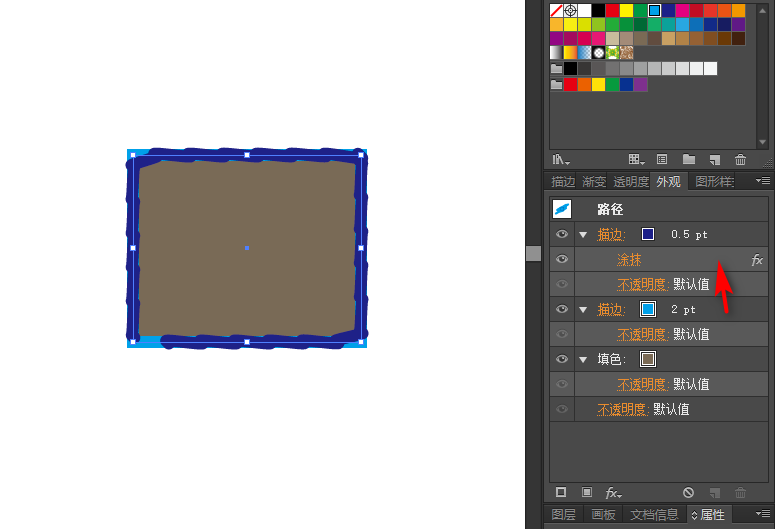 描边 渐变 透明度 外观 图形样
路径
描边: 0.5 pt
涂抹 fx
不透明度: 默认值
描边: 2 pt
不透明度: 默认值
填色:
不透明度: 默认值
不透明度: 默认值
fx
图层 画板 文档信息 属性